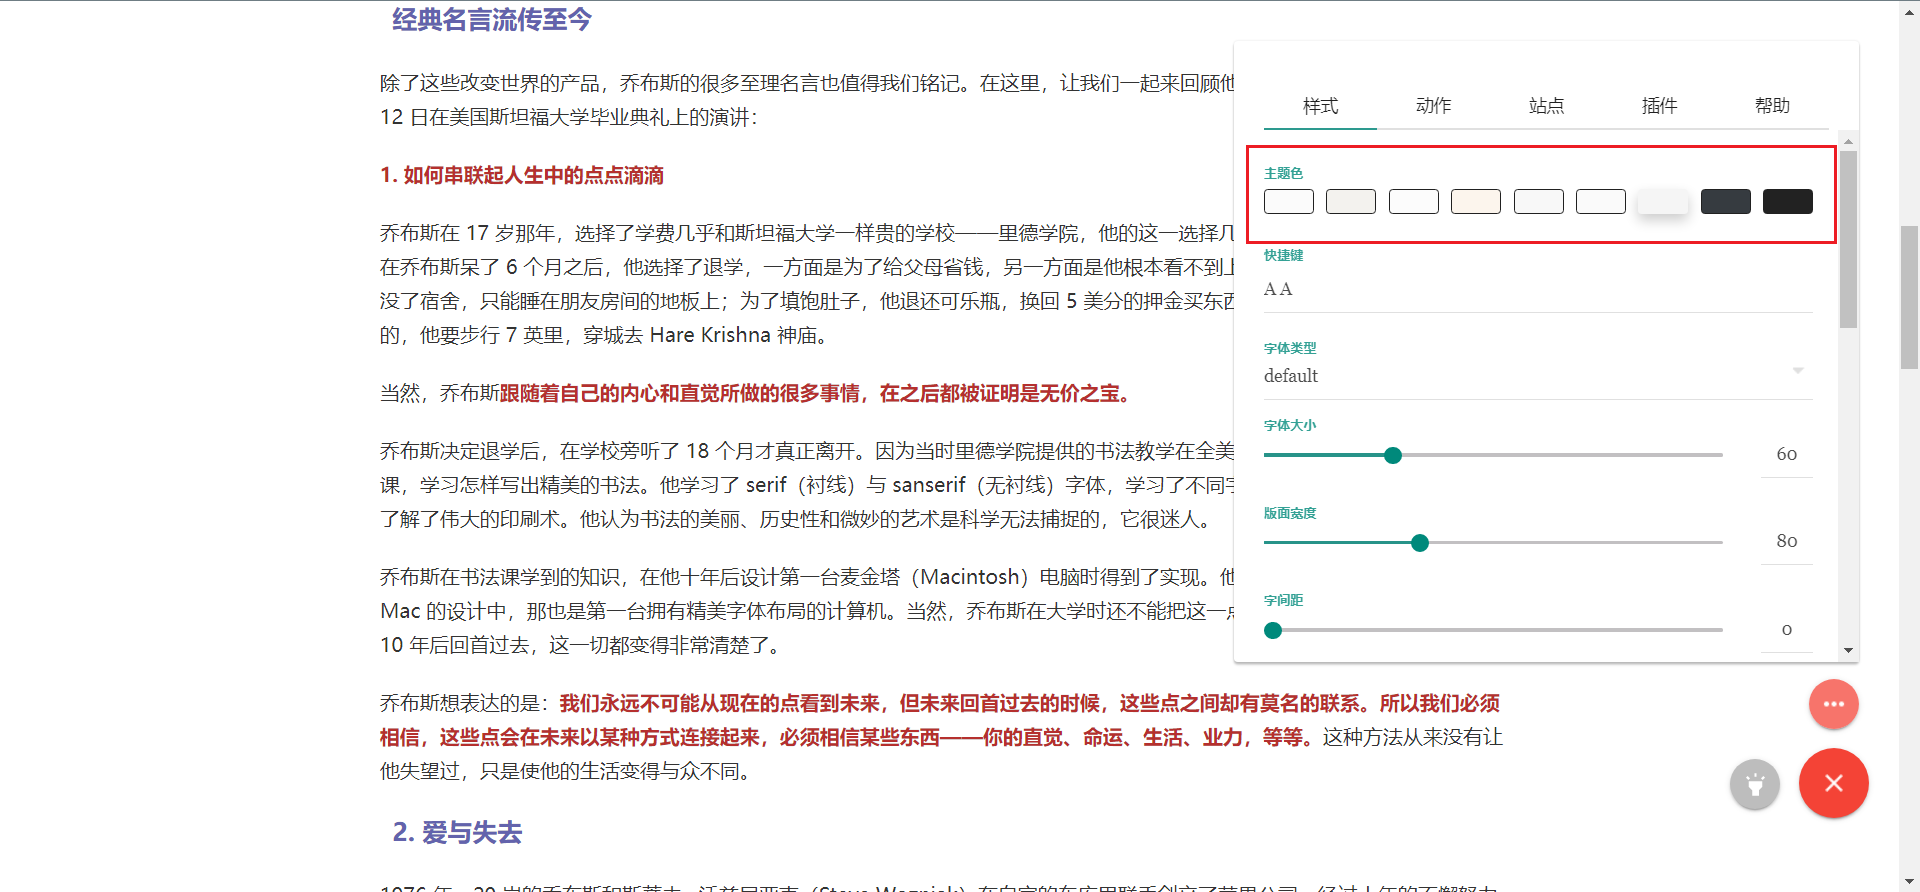 经典名言流传至今
除了这些改变世界的产品，乔布斯的很多至理名言也值得我们铭记。在这里，让我们一起来回顾他
12 日在美国斯坦福大学毕业典礼上的演讲：
1. 如何串联起人生中的点点滴滴
乔布斯在 17 岁那年，选择了学费几乎和斯坦福大学一样贵的学校——里德学院，他的这一选择几
在乔布斯呆了 6 个月之后，他选择了退学，一方面是为了给父母省钱，另一方面是他根本看不到
没了宿舍，只能睡在朋友房间的地板上；为了填饱肚子，他退还可乐瓶，换回 5 美分的押金买东西
的，他要步行 7 英里，穿城去 Hare Krishna 神庙。
当然，乔布斯跟随着自己的内心和直觉所做的很多事情，在之后都被证明是无价之宝。
乔布斯决定退学后，在学校旁听了 18 个月才真正离开。因为当时里德学院提供的书法教学在全美
课，学习怎样写出精美的书法。他学习了 serif（衬线）与 sanserif（无衬线）字体，学习了不同字
了解了伟大的印刷术。他认为书法的美丽、历史性和微妙的艺术是科学无法捕捉的，它很迷人。
乔布斯在书法课学到的知识，在他十年后设计第一台麦金塔（Macintosh）电脑时得到了实现。他
Mac 的设计中，那也是第一台拥有精美字体布局的计算机。当然，乔布斯在大学时还不能把这一点
10 年后回首过去，这一切都变得非常清楚了。
乔布斯想表达的是：我们永远不可能从现在的点看到未来，但未来回首过去的时候，这些点之间却有莫名的联系。所以我们必须
相信，这些点会在未来以某种方式连接起来，必须相信某些东西——你的直觉、命运、生活、业力，等等。这种方法从来没有让
他失望过，只是使他的生活变得与众不同。
2. 爱与失去
样式
动作
站点
插件
帮助
主题色
快捷键
A A
字体类型
default
字体大小
60
版面宽度
80
字间距
0